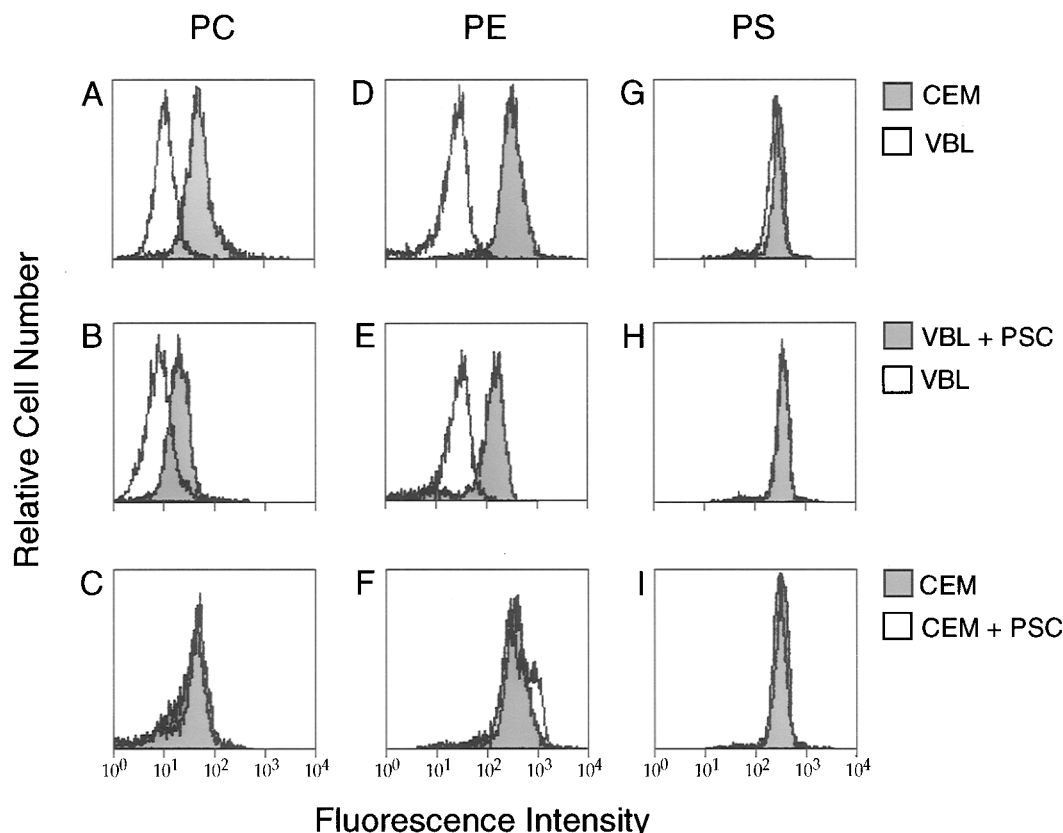 PC PE PS
A D G
CEM
VBL
B E H
VBL + PSC
VBL
C F I
CEM
CEM + PSC
10⁰ 10¹ 10² 10³ 10⁴ 10⁰ 10¹ 10² 10³ 10⁴ 10⁰ 10¹ 10² 10³ 10⁴
Relative Cell Number
Fluorescence Intensity